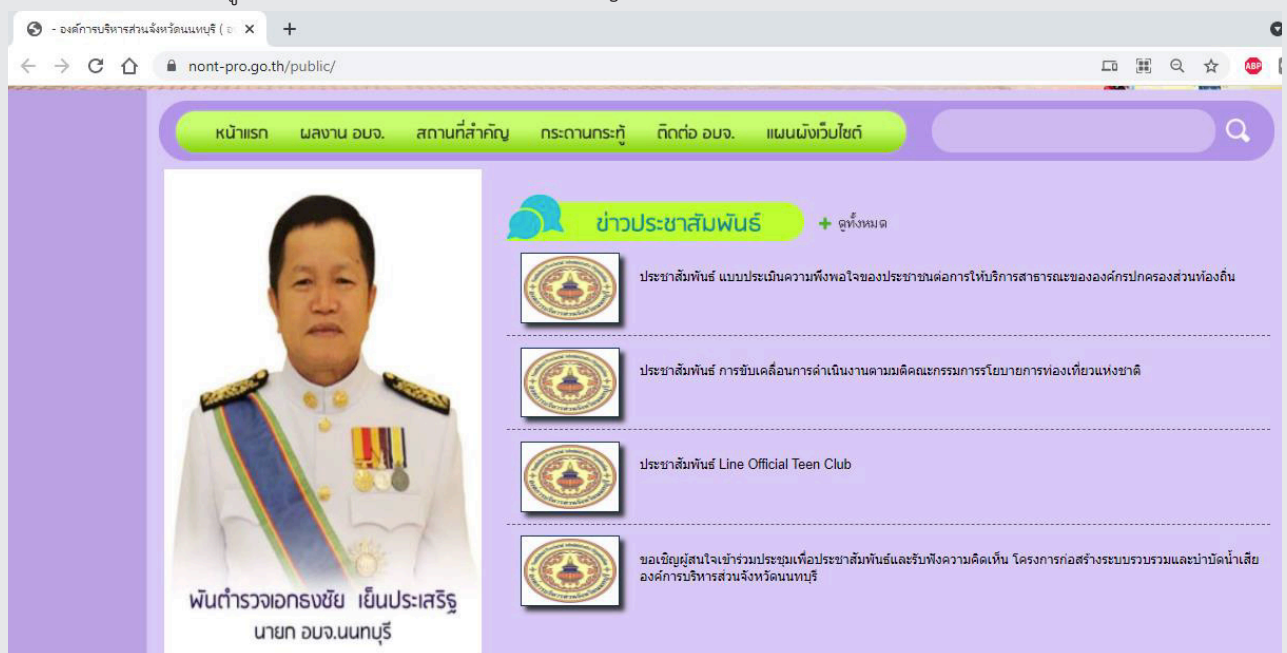 - องค์การบริหารส่วนจังหวัดนนทบุรี (
nont-pro.go.th/public/
ABP
หน้าแรก ผลงาน อบจ. สถานที่สำคัญ กระดานกระทู้ ติดต่อ อบจ. แผนผังเว็บไซต์
ข่าวประชาสัมพันธ์
ดูทั้งหมด
ประชาสัมพันธ์ แบบประเมินความพึงพอใจของประชาชนต่อการให้บริการสาธารณะขององค์กรปกครองส่วนท้องถิ่น
ประชาสัมพันธ์ การขับเคลื่อนการดำเนินงานตามมติคณะกรรมการรโยบายการท่องเที่ยวแห่งชาติ
ประชาสัมพันธ์ Line Official Teen Club
ขอเชิญผู้สนใจเข้าร่วมประชุมเพื่อประชาสัมพันธ์และรับฟังความคิดเห็น โครงการก่อสร้างระบบรวบรวมและบำบัดน้ำเสีย
องค์การบริหารส่วนจังหวัดนนทบุรี
พันตำรวจเอกธงชัย เย็นประเสริฐ
นายก อบจ.นนทบุรี